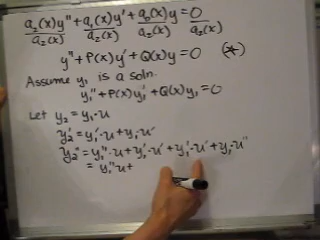 a₂(x)y''/a₂(x) + a₁(x)y'/a₂(x) + a₀(x)y/a₂(x) = 0/a₂(x)
y'' + P(x)y' + Q(x)y = 0 (*)
Assume y₁ is a soln.
y₁'' + P(x)y₁' + Q(x)y₁ = 0
Let y₂ = y₁·u
y₂' = y₁'·u + y₁·u'
y₂'' = y₁''·u + y₁'·u' + y₁'·u' + y₁·u''
= y₁''u +